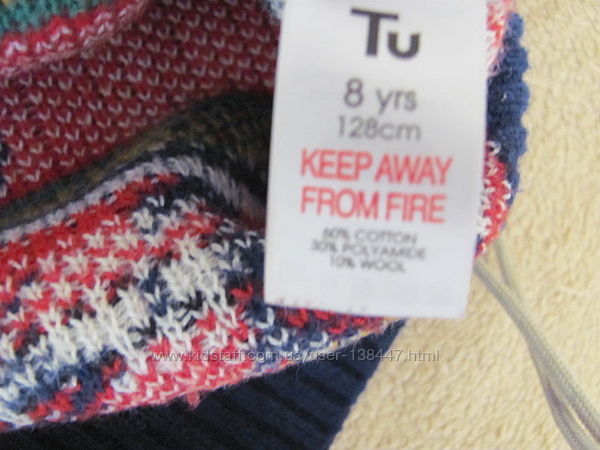 Tu
8 yrs
128cm
KEEP AWAY
FROM FIRE
60% COTTON
30% POLYAMIDE
10% WOOL
www.kidstaff.com.ua/user-138447.html